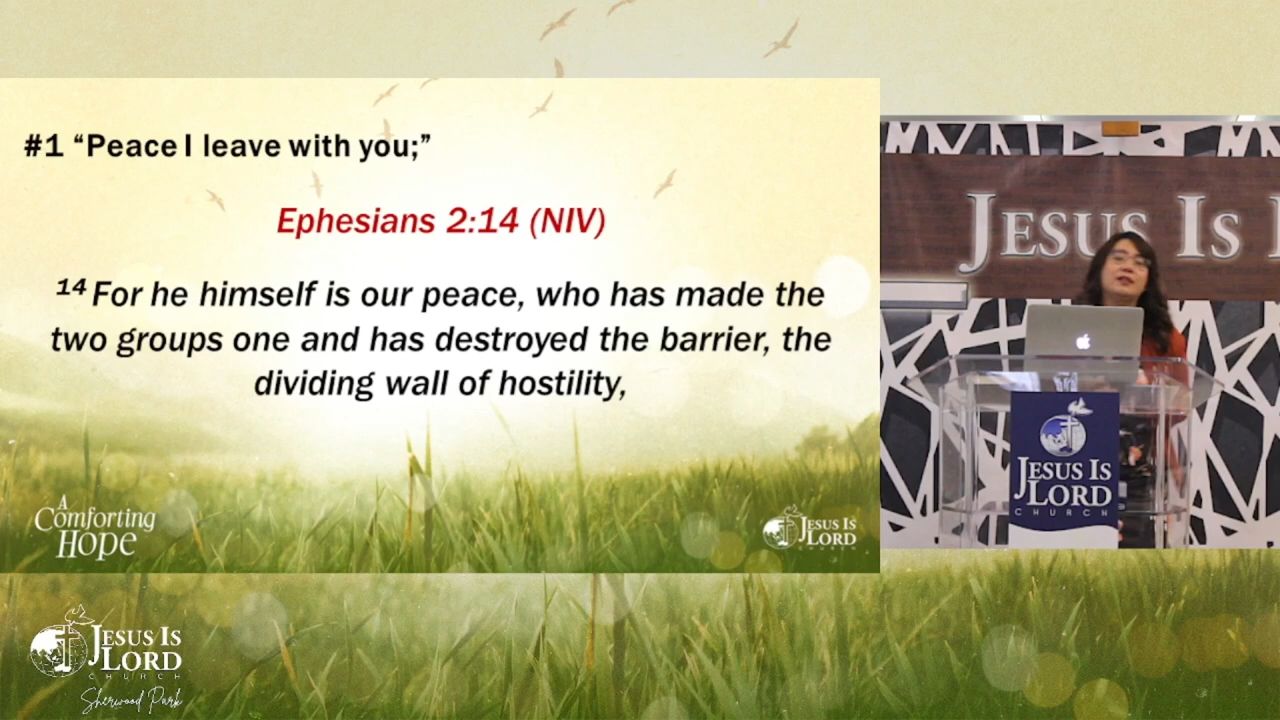 #1 “Peace I leave with you;”
Ephesians 2:14 (NIV)
14 For he himself is our peace, who has made the
two groups one and has destroyed the barrier, the
dividing wall of hostility,
A
Comforting
Hope
JESUS IS
LORD
CHURCH
JESUS IS
JESUS IS
LORD
CHURCH
JESUS IS
LORD
CHURCH
Sherwood Park